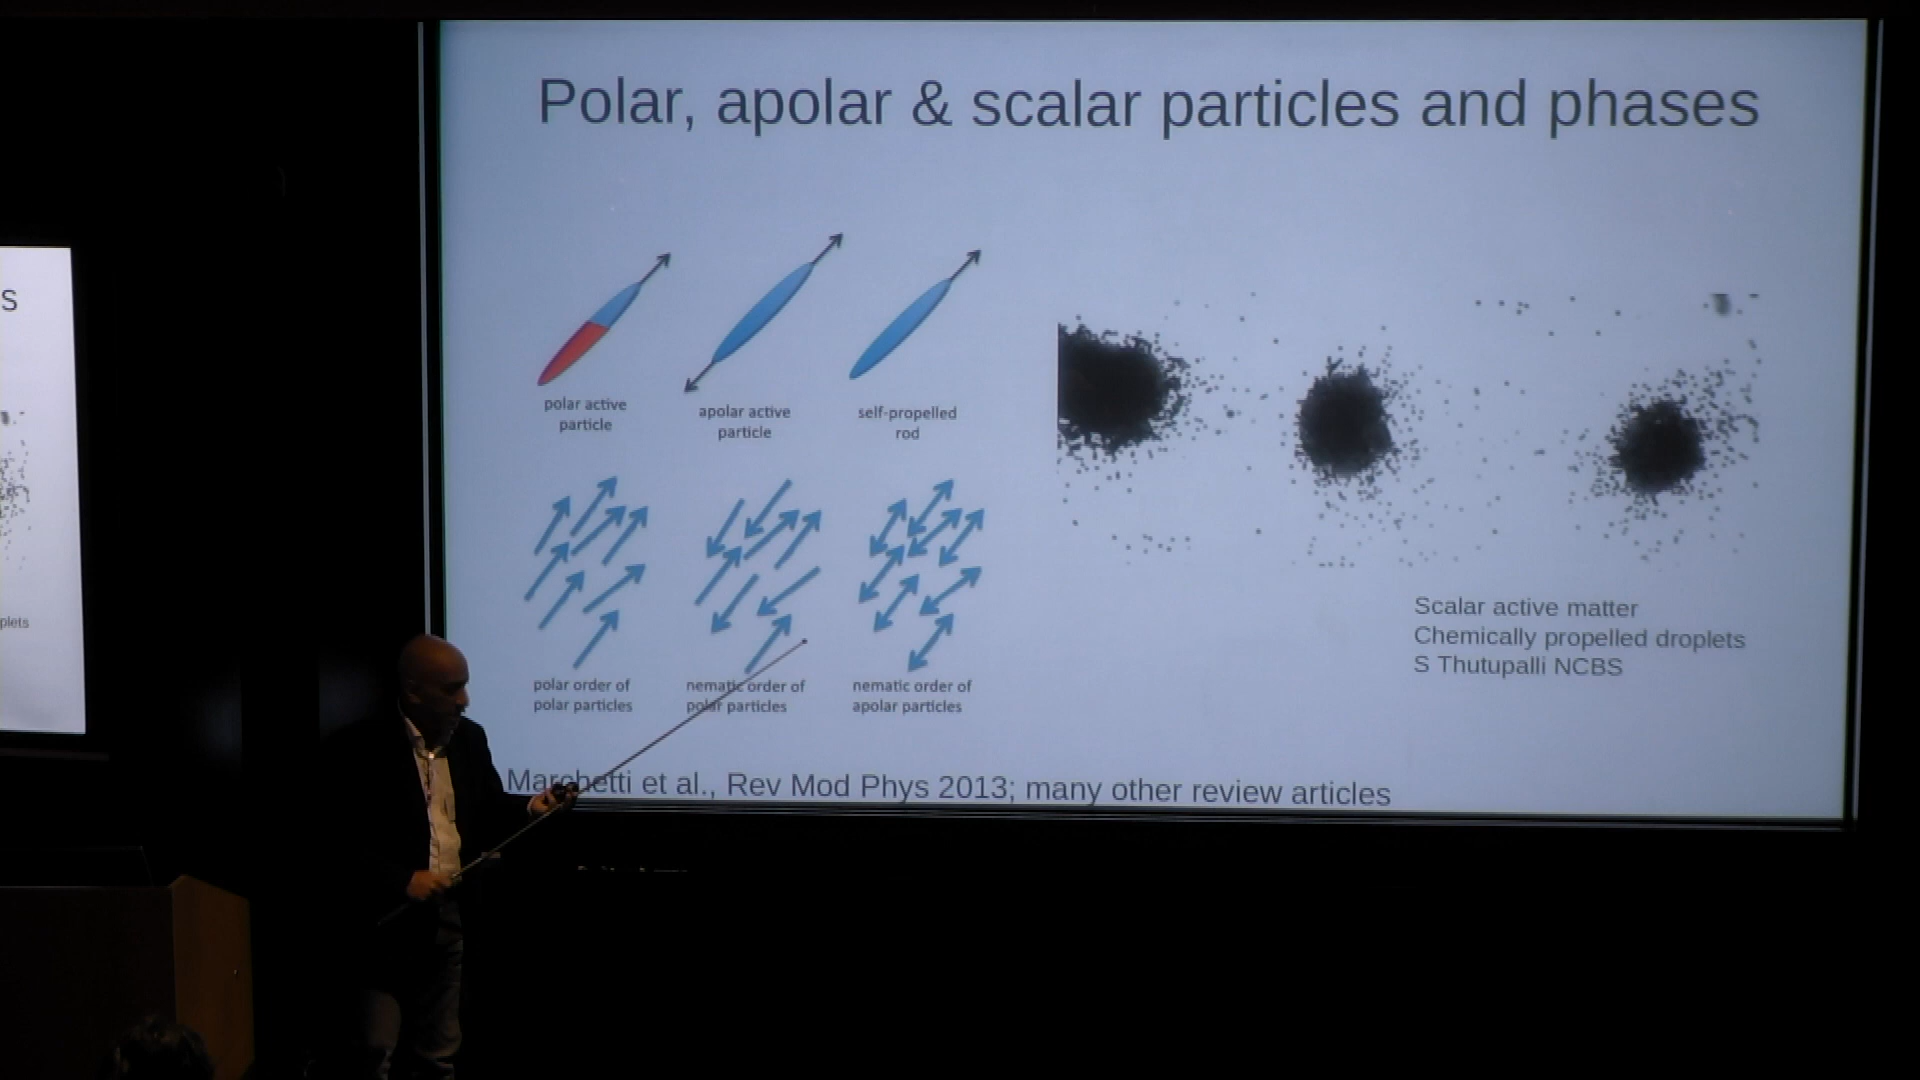 Polar, apolar & scalar particles and phases
s
polar active
particle
apolar active
particle
self-propelled
rod
polar order of
polar particles
nematic order of
polar particles
nematic order of
apolar particles
Scalar active matter
Chemically propelled droplets
S Thutupalli NCBS
plets
Marchetti et al., Rev Mod Phys 2013; many other review articles